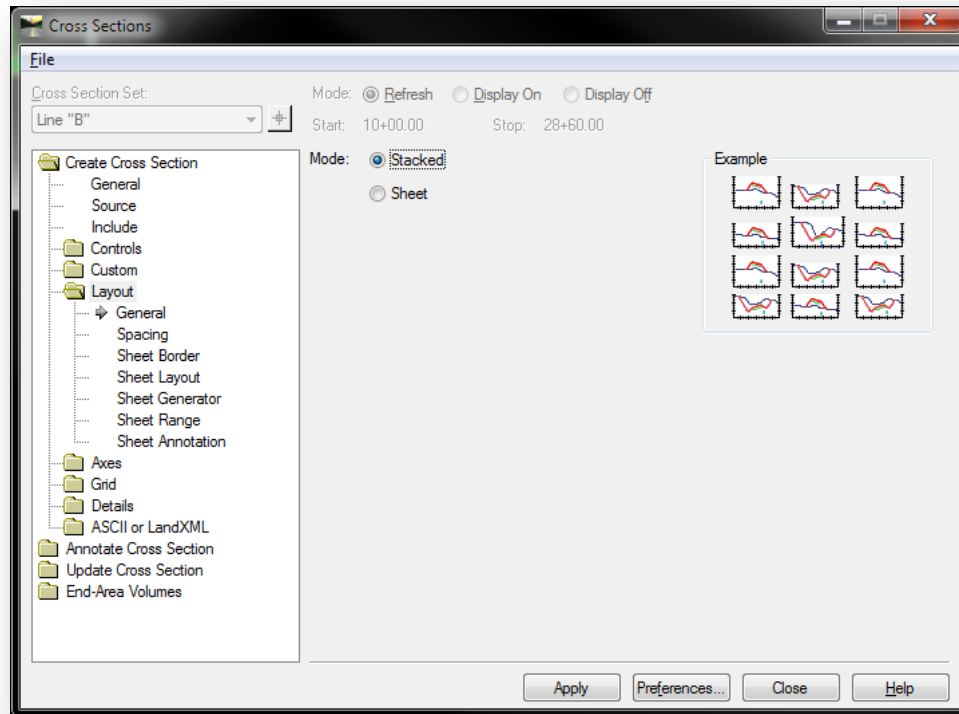 Cross Sections
File
Cross Section Set:
Line "B"
Mode: Refresh Display On Display Off
Start: 10+00.00 Stop: 28+60.00
Create Cross Section
General
Source
Include
Controls
Custom
Layout
General
Spacing
Sheet Border
Sheet Layout
Sheet Generator
Sheet Range
Sheet Annotation
Axes
Grid
Details
ASCII or LandXML
Annotate Cross Section
Update Cross Section
End-Area Volumes
Mode: Stacked
Sheet
Example
Apply Preferences... Close Help